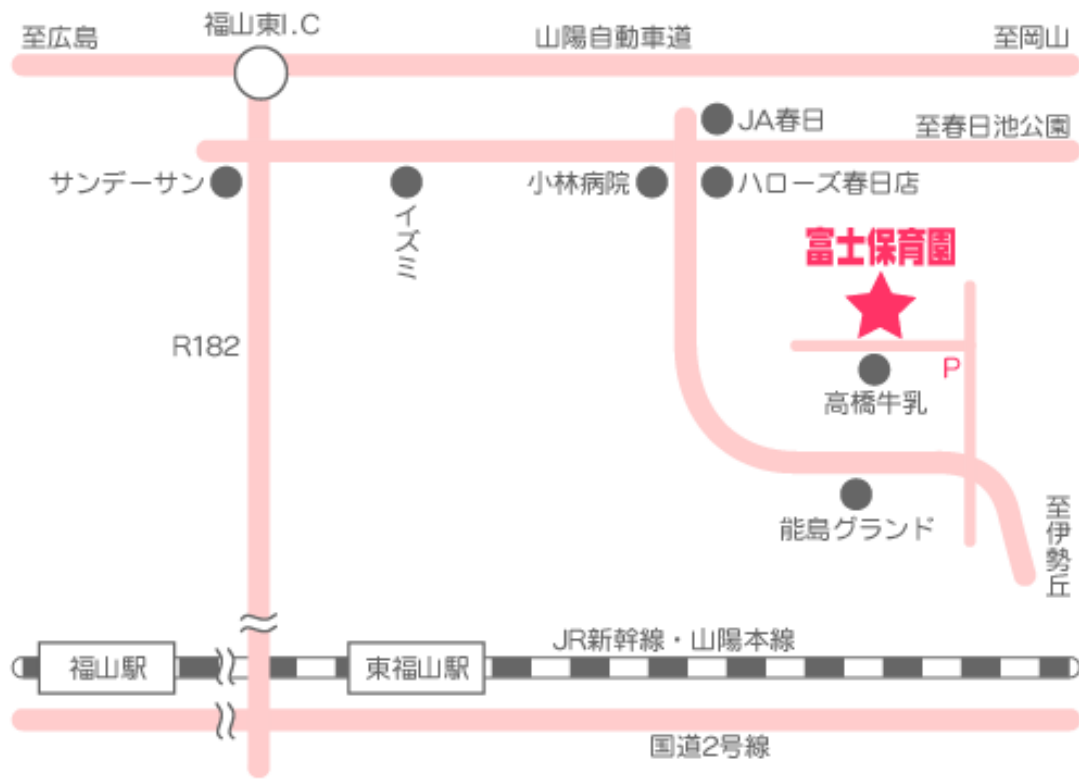 至広島
福山東I.C
山陽自動車道
至岡山
JA春日
至春日池公園
サンデーサン
イズミ
小林病院
ハローズ春日店
富士保育園
R182
P
高橋牛乳
能島グランド
至伊勢丘
JR新幹線・山陽本線
福山駅
東福山駅
国道2号線